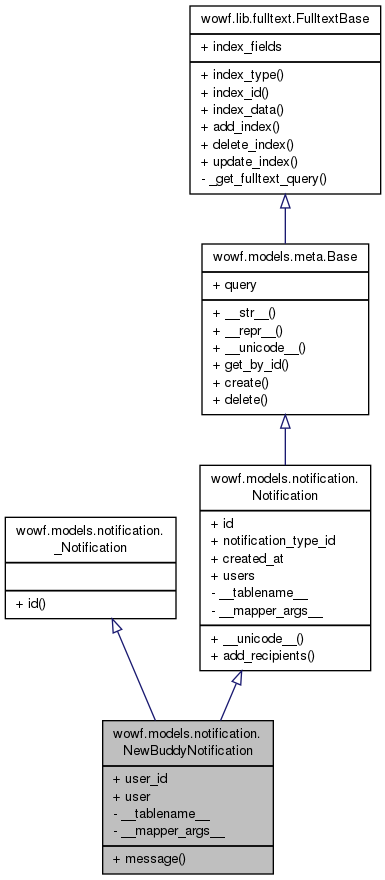 wowf.lib.fulltext.FulltextBase
+ index_fields
+ index_type()
+ index_id()
+ index_data()
+ add_index()
+ delete_index()
+ update_index()
- _get_fulltext_query()
wowf.models.meta.Base
+ query
+ __str__()
+ __repr__()
+ __unicode__()
+ get_by_id()
+ create()
+ delete()
wowf.models.notification.
_Notification
+ id()
wowf.models.notification.
Notification
+ id
+ notification_type_id
+ created_at
+ users
- __tablename__
- __mapper_args__
+ __unicode__()
+ add_recipients()
wowf.models.notification.
NewBuddyNotification
+ user_id
+ user
- __tablename__
- __mapper_args__
+ message()